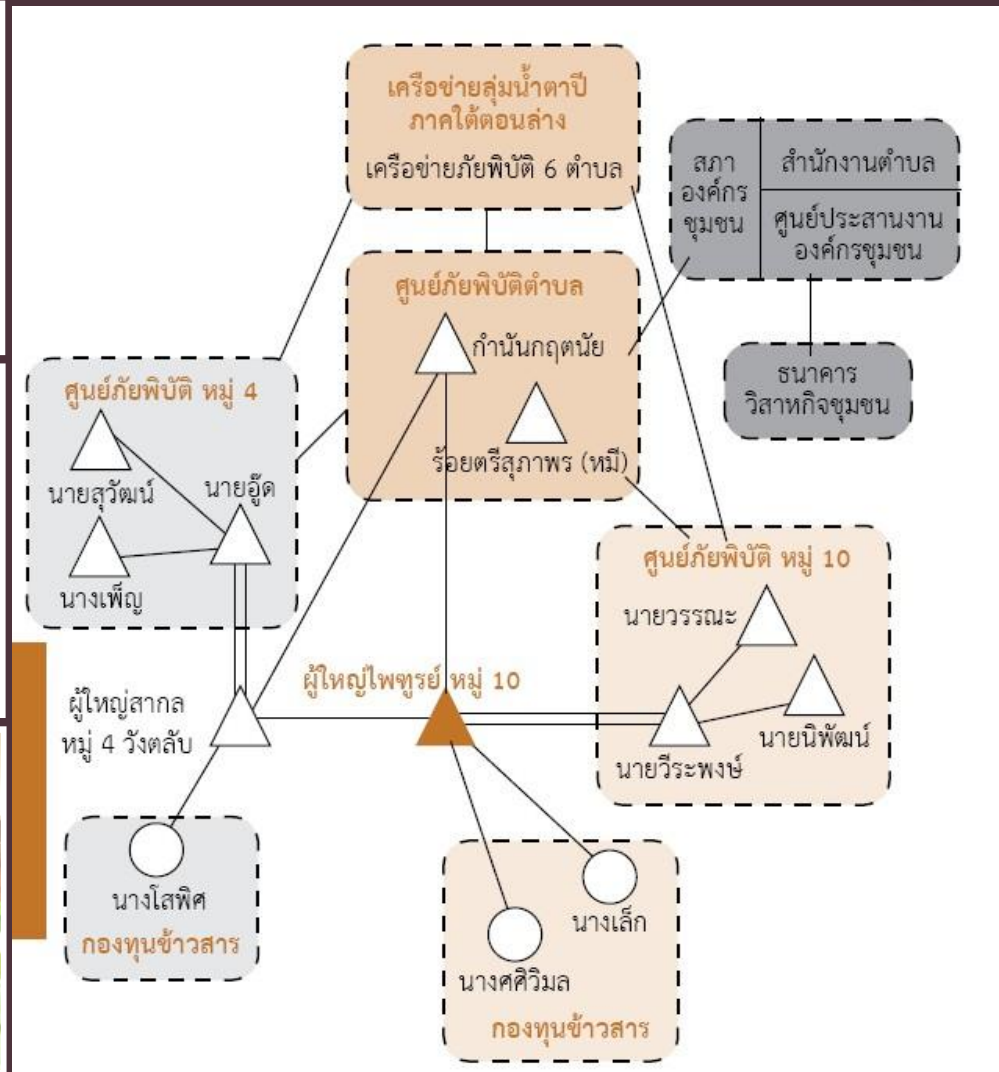 เครือข่ายลุ่มน้ำตาปี
ภาคใต้ตอนล่าง
เครือข่ายภัยพิบัติ 6 ตำบล
สภา
องค์กร
ชุมชน
สำนักงานตำบล
ศูนย์ประสานงาน
องค์กรชุมชน
ธนาคาร
วิสาหกิจชุมชน
ศูนย์ภัยพิบัติตำบล
กำนันกฤตนัย
ร้อยตรีสุภาพร (หมี)
ศูนย์ภัยพิบัติ หมู่ 4
นายสุวัฒน์
นายอู๊ด
นางเพ็ญ
ศูนย์ภัยพิบัติ หมู่ 10
นายวรรณะ
นายนิพัฒน์
นายวีระพงษ์
ผู้ใหญ่ไพฑูรย์ หมู่ 10
ผู้ใหญ่สากล
หมู่ 4 วังตลับ
นางโสพิศ
กองทุนข้าวสาร
นางเล็ก
นางศศิวิมล
กองทุนข้าวสาร